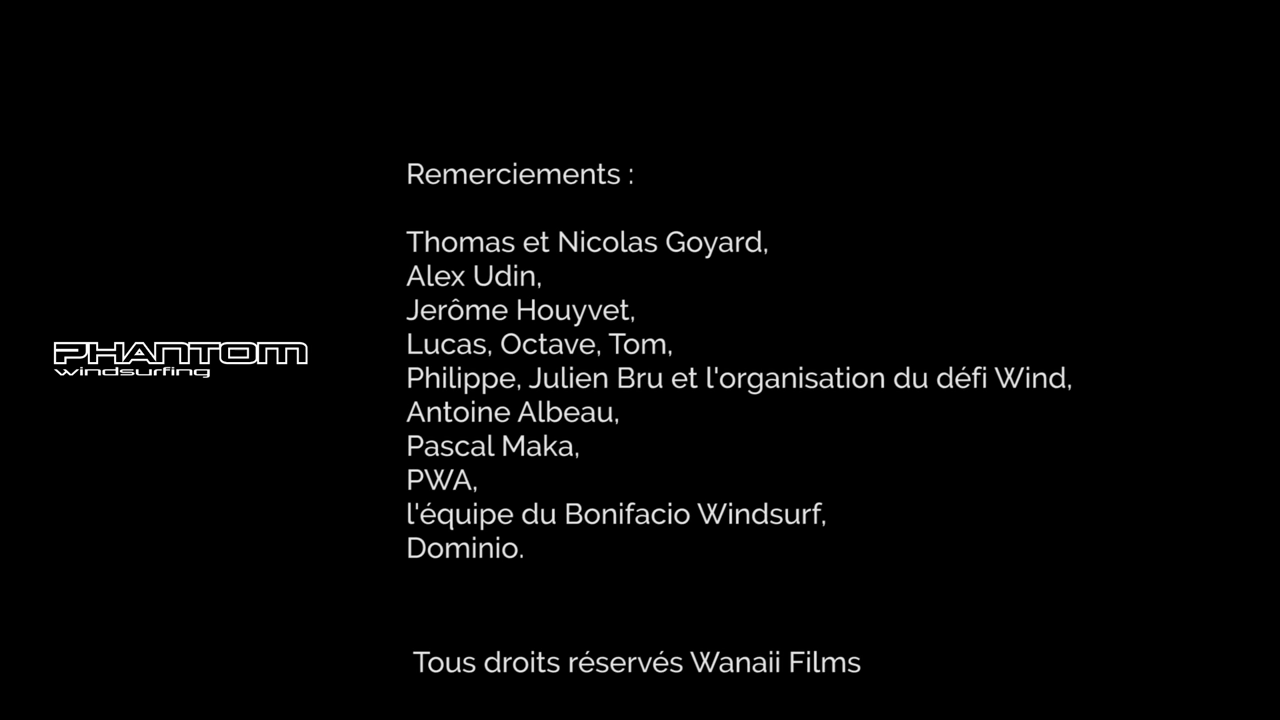 Remerciements :
Thomas et Nicolas Goyard,
Alex Udin,
Jerôme Houyvet,
Lucas, Octave, Tom,
PHANTOM
windsurfing
Philippe, Julien Bru et l'organisation du défi Wind,
Antoine Albeau,
Pascal Maka,
PWA,
l'équipe du Bonifacio Windsurf,
Dominio.
Tous droits réservés Wanaii Films